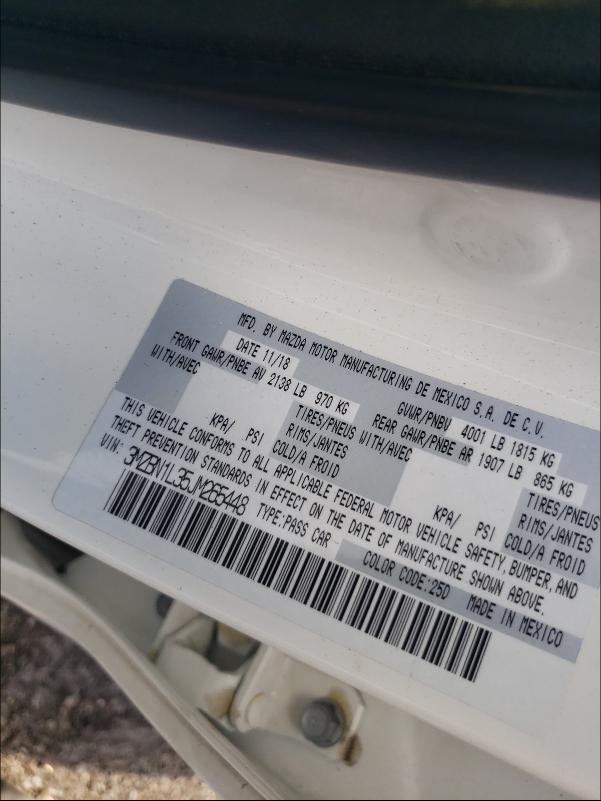 MFD. BY MAZDA MOTOR MANUFACTURING DE MEXICO S.A. DE C.V.
DATE 11/18 GVWR/PNBV 4001 LB 1815 KG
FRONT GAWR/PNBE AV 2138 LB 970 KG REAR GAWR/PNBE AR 1907 LB 865 KG
WITH/AVEC TIRES/PNEUS WITH/AVEC TIRES/PNEUS
RIMS/JANTES RIMS/JANTES
KPA/ PSI COLD/A FROID KPA/ PSI COLD/A FROID
THIS VEHICLE CONFORMS TO ALL APPLICABLE FEDERAL MOTOR VEHICLE SAFETY, BUMPER, AND
THEFT PREVENTION STANDARDS IN EFFECT ON THE DATE OF MANUFACTURE SHOWN ABOVE.
VIN: 3MZBN1L35JM266448 TYPE:PASS CAR COLOR CODE:25D MADE IN MEXICO